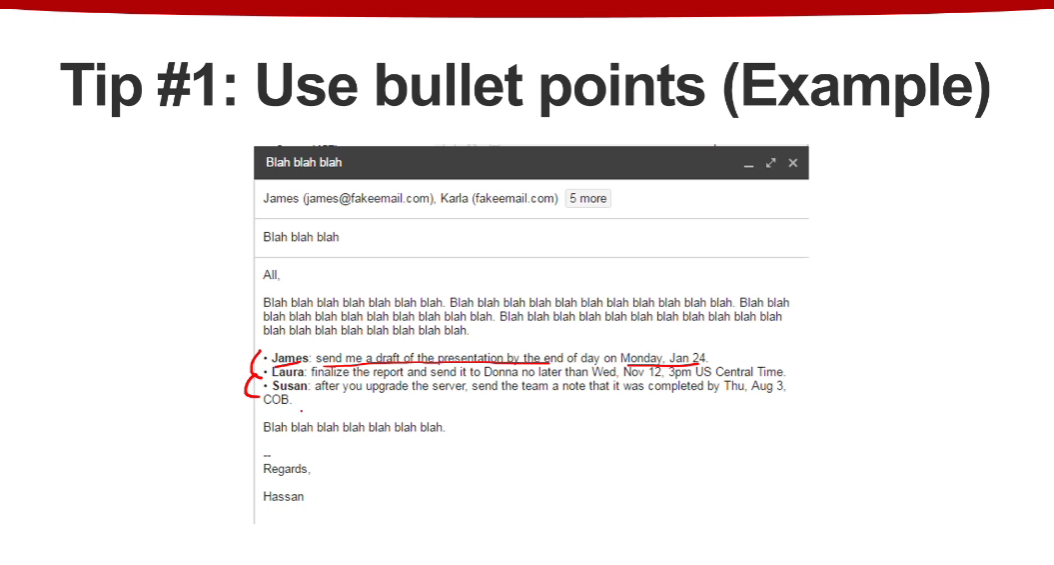 Tip #1: Use bullet points (Example)
Blah blah blah
James (james@fakeemail.com), Karla (fakeemail.com) 5 more
Blah blah blah
All,
Blah blah blah blah blah blah blah. Blah blah blah blah blah blah blah blah blah blah blah. Blah blah
blah blah blah blah blah blah blah blah blah. Blah blah blah blah blah blah blah blah blah blah blah
blah blah blah blah blah blah blah blah.
• James: send me a draft of the presentation by the end of day on Monday, Jan 24.
• Laura: finalize the report and send it to Donna no later than Wed, Nov 12, 3pm US Central Time.
• Susan: after you upgrade the server, send the team a note that it was completed by Thu, Aug 3,
COB.
Blah blah blah blah blah blah blah.
--
Regards,
Hassan